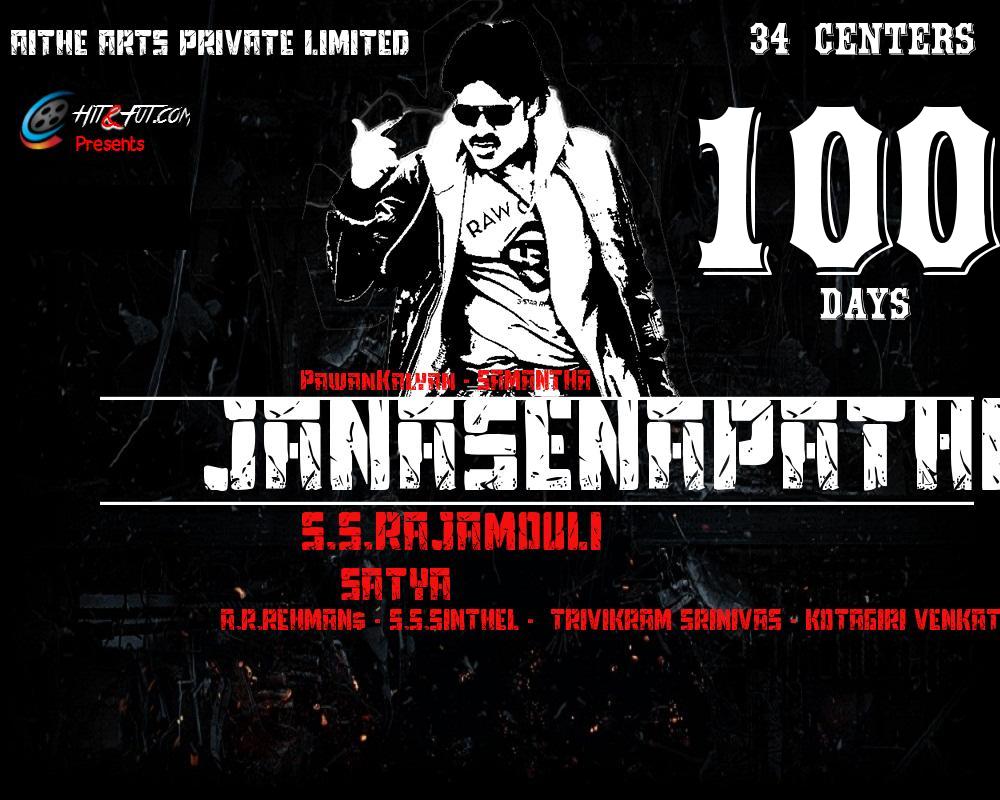 AITHE ARTS PRIVATE LIMITED
34 CENTERS
HIT&FUT.COM
Presents
100
DAYS
RAW
PAWANKALYAN - SAMANTHA
JANASENAPATHI
S.S.RAJAMOULI
SATYA
A.R.REHMANs - S.S.SINTHEL - TRIVIKRAM SRINIVAS - KOTAGIRI VENKAT